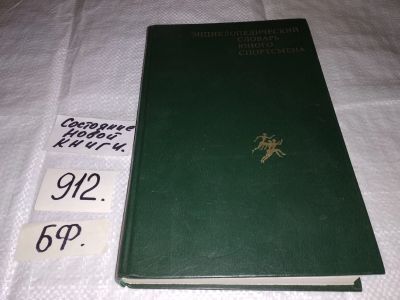 ЭНЦИКЛОПЕДИЧЕСКИЙ
СЛОВАРЬ
ЮНОГО
СПОРТСМЕНА
Состояние
новой
книги.
912.
БФ.